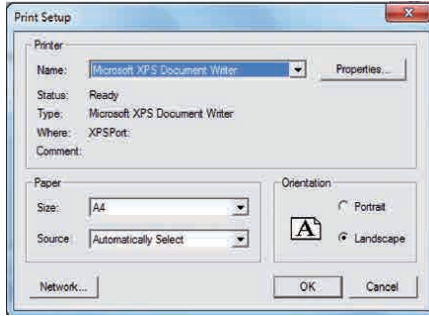 Print Setup
Printer
Name: Microsoft XPS Document Writer Properties...
Status: Ready
Type: Microsoft XPS Document Writer
Where: XPSPort:
Comment:
Paper
Size: A4
Source: Automatically Select
Orientation
A
Portrait
Landscape
Network... OK Cancel